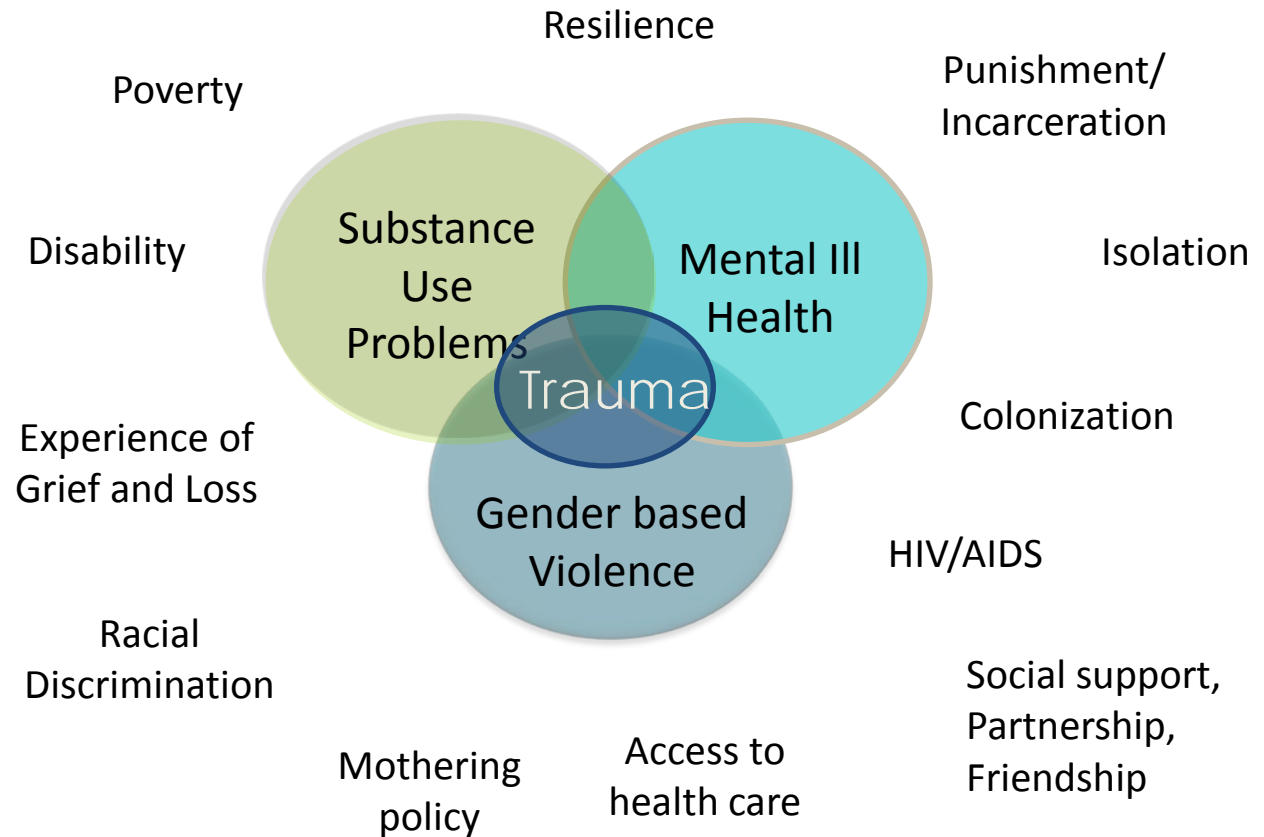 Resilience
Poverty
Punishment/
Incarceration
Substance
Use
Problems
Mental Ill
Health
Disability
Isolation
Trauma
Colonization
Experience of
Grief and Loss
Gender based
Violence
HIV/AIDS
Racial
Discrimination
Social support,
Partnership,
Friendship
Mothering
policy
Access to
health care